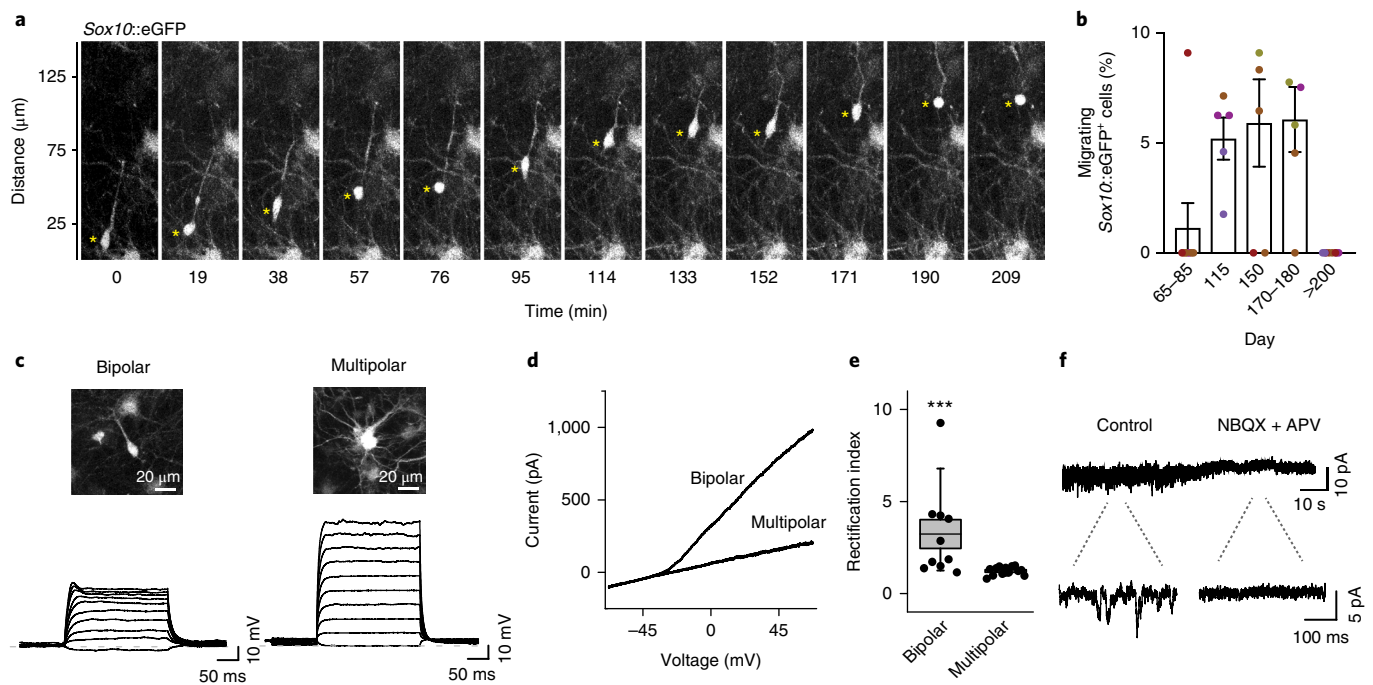 a
Sox10::eGFP
Distance (μm)
125
75
25
* * * * * * * * * * * *
0 19 38 57 76 95 114 133 152 171 190 209
Time (min)
b
Migrating
Sox10::eGFP⁺ cells (%)
10
5
0
65–85 115 150 170–180 >200
Day
c
Bipolar
20 μm
Multipolar
20 μm
10 mV
50 ms
10 mV
50 ms
d
Current (pA)
1,000
500
0
Bipolar
Multipolar
–45 0 45
Voltage (mV)
e
Rectification index
10
5
0
***
Bipolar Multipolar
f
Control NBQX + APV
10 pA
10 s
5 pA
100 ms